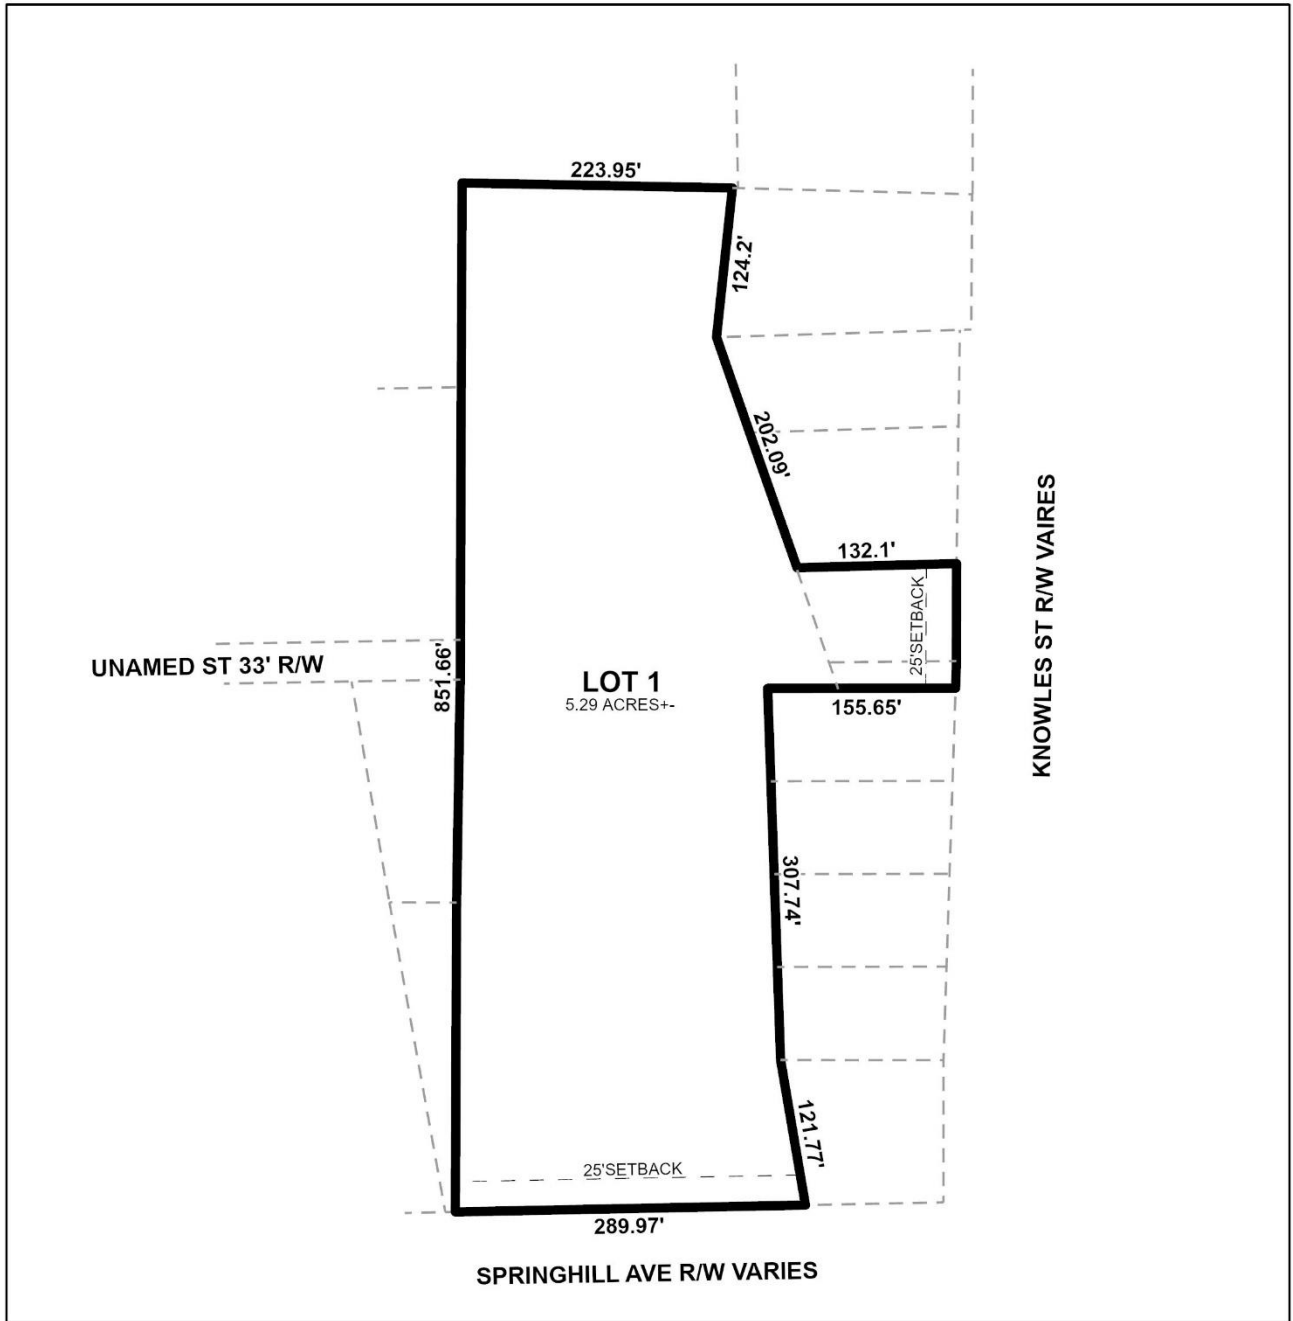 223.95'
124.2'
202.09'
132.1'
25'SETBACK
KNOWLES ST R/W VAIRES
UNAMED ST 33' R/W
851.66'
LOT 1
5.29 ACRES+-
155.65'
307.74'
121.77'
25'SETBACK
289.97'
SPRINGHILL AVE R/W VARIES